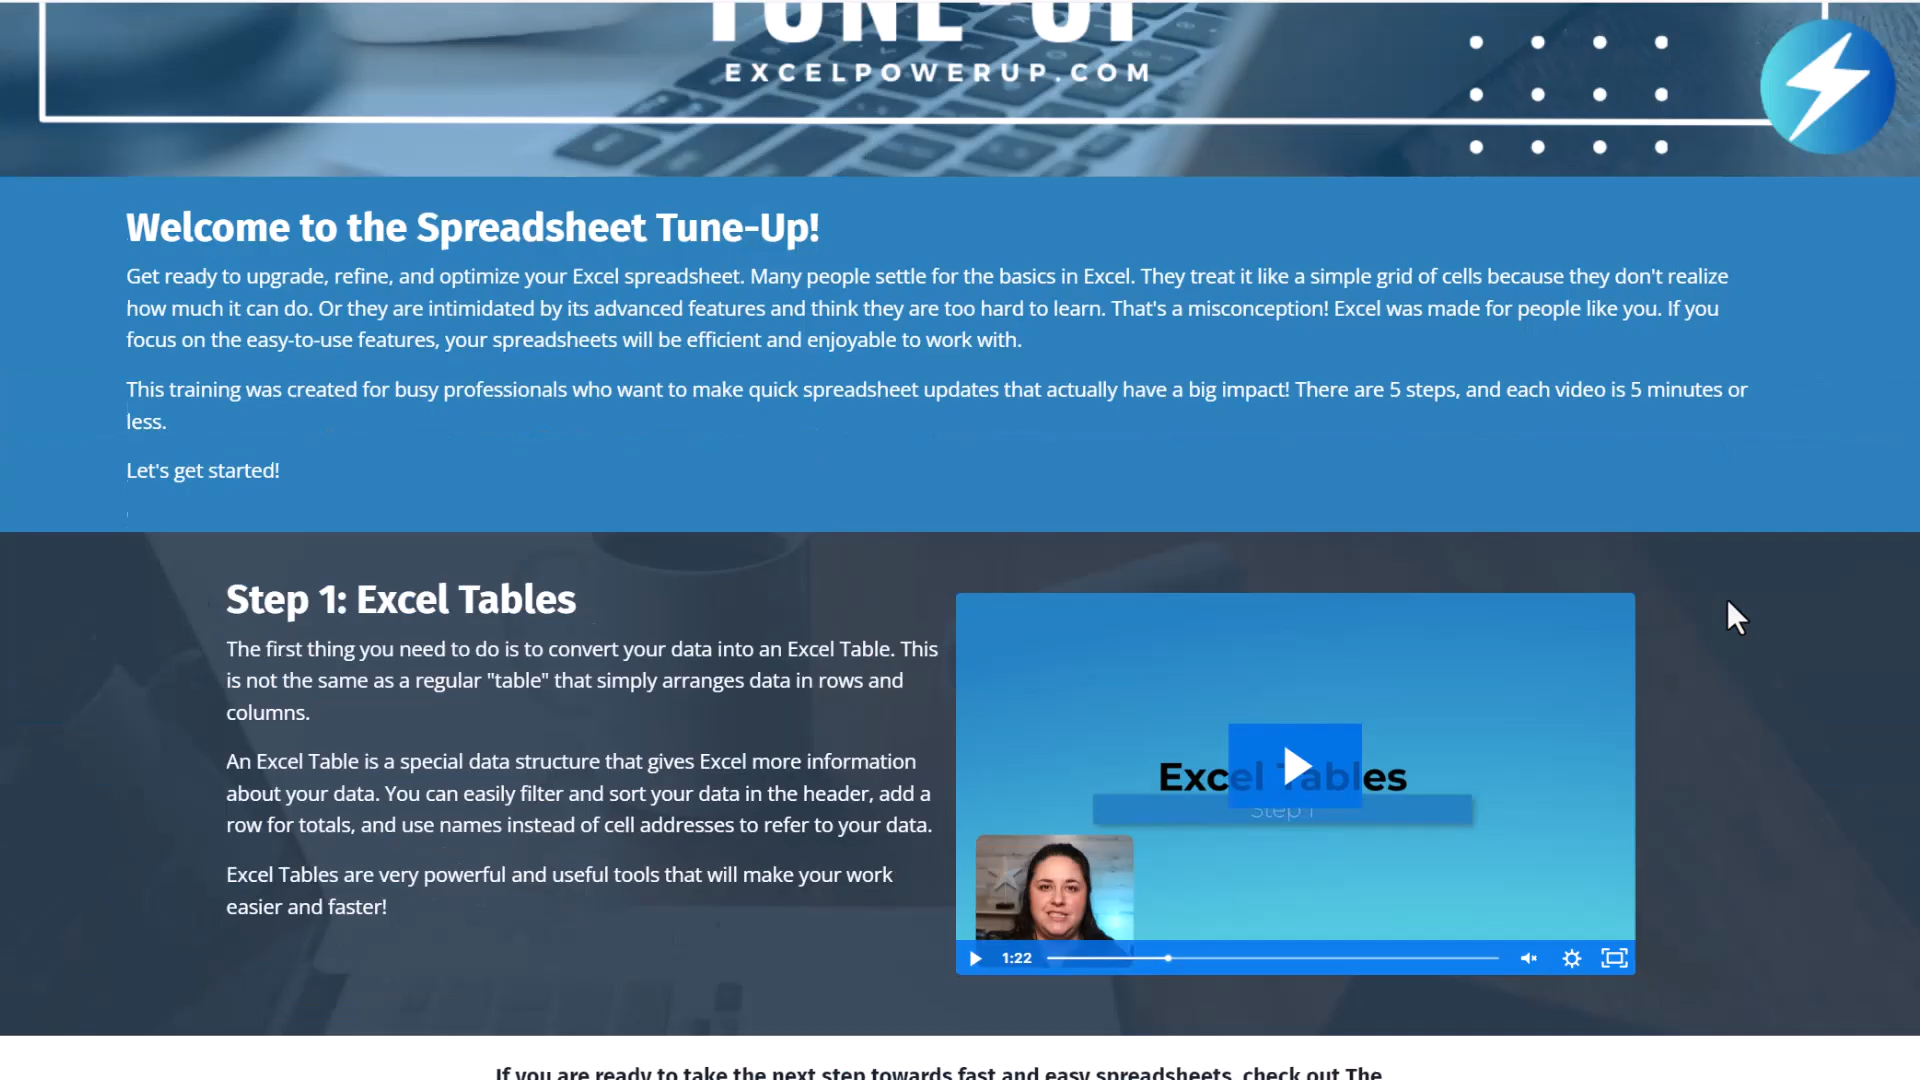 TUNE-UP
EXCELPOWERUP.COM
Welcome to the Spreadsheet Tune-Up!
Get ready to upgrade, refine, and optimize your Excel spreadsheet. Many people settle for the basics in Excel. They treat it like a simple grid of cells because they don't realize
how much it can do. Or they are intimidated by its advanced features and think they are too hard to learn. That's a misconception! Excel was made for people like you. If you
focus on the easy-to-use features, your spreadsheets will be efficient and enjoyable to work with.
This training was created for busy professionals who want to make quick spreadsheet updates that actually have a big impact! There are 5 steps, and each video is 5 minutes or
less.
Let's get started!
Step 1: Excel Tables
The first thing you need to do is to convert your data into an Excel Table. This
is not the same as a regular "table" that simply arranges data in rows and
columns.
An Excel Table is a special data structure that gives Excel more information
about your data. You can easily filter and sort your data in the header, add a
row for totals, and use names instead of cell addresses to refer to your data.
Excel Tables are very powerful and useful tools that will make your work
easier and faster!
Excel Tables
Step 1
1:22
If you are ready to take the next step towards fast and easy spreadsheets, check out The